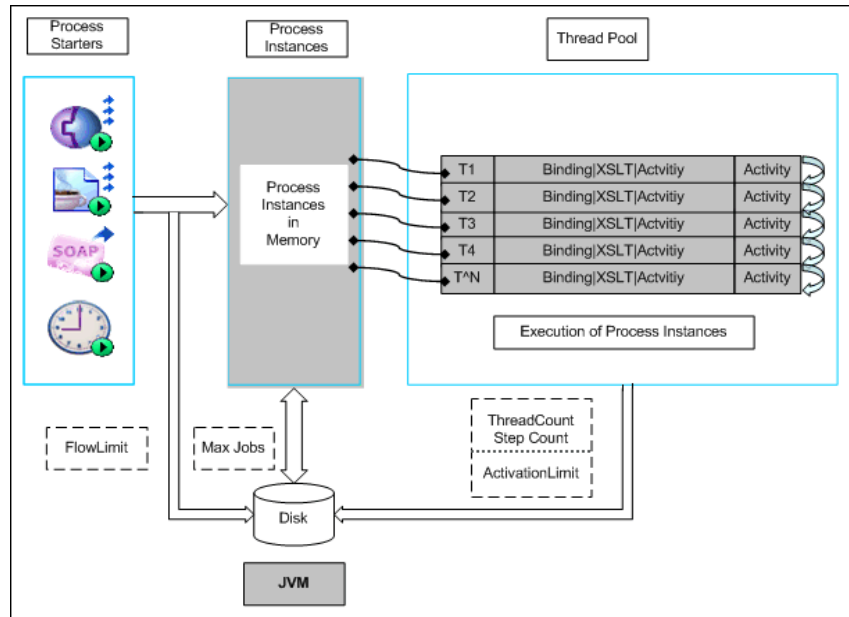 Process
Starters
Process
Instances
Thread Pool
SOAP
Process
Instances
in
Memory
T1 Binding|XSLT|Actvitiy Activity
T2 Binding|XSLT|Actvitiy Activity
T3 Binding|XSLT|Actvitiy Activity
T4 Binding|XSLT|Actvitiy Activity
T^N Binding|XSLT|Actvitiy Activity
Execution of Process Instances
FlowLimit
Max Jobs
ThreadCount
Step Count
ActivationLimit
Disk
JVM